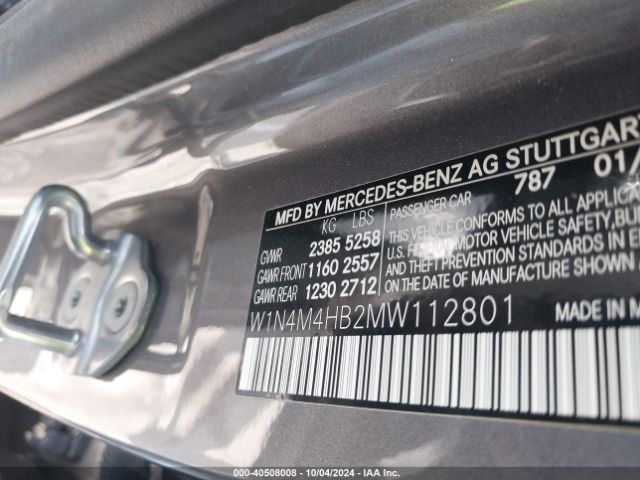 MFD BY MERCEDES-BENZ AG STUTTGART
787 01/
KG LBS
PASSENGER CAR
GVWR 2385 5258
GAWR FRONT 1160 2557
GAWR REAR 1230 2712
THIS VEHICLE CONFORMS TO ALL
U.S. FEDERAL MOTOR VEHICLE SAFETY, BU
AND THEFT PREVENTION STANDARDS IN
ON THE DATE OF MANUFACTURE SHOWN
W1N4M4HB2MW112801
MADE IN
000-40508008 - 10/04/2024 - IAA Inc.